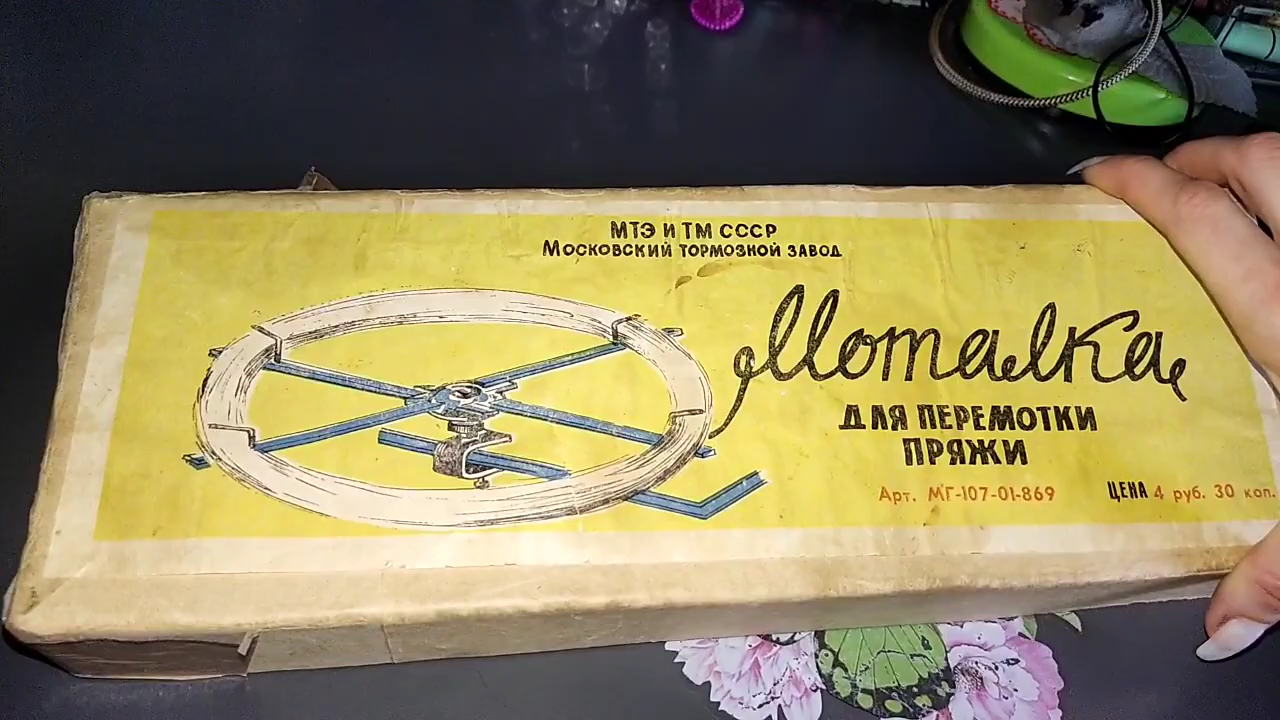 МТЭ И ТМ СССР
Московский тормозной завод
Моталка
ДЛЯ ПЕРЕМОТКИ
ПРЯЖИ
Арт. МГ-107-01-869 ЦЕНА 4 руб. 30 коп.